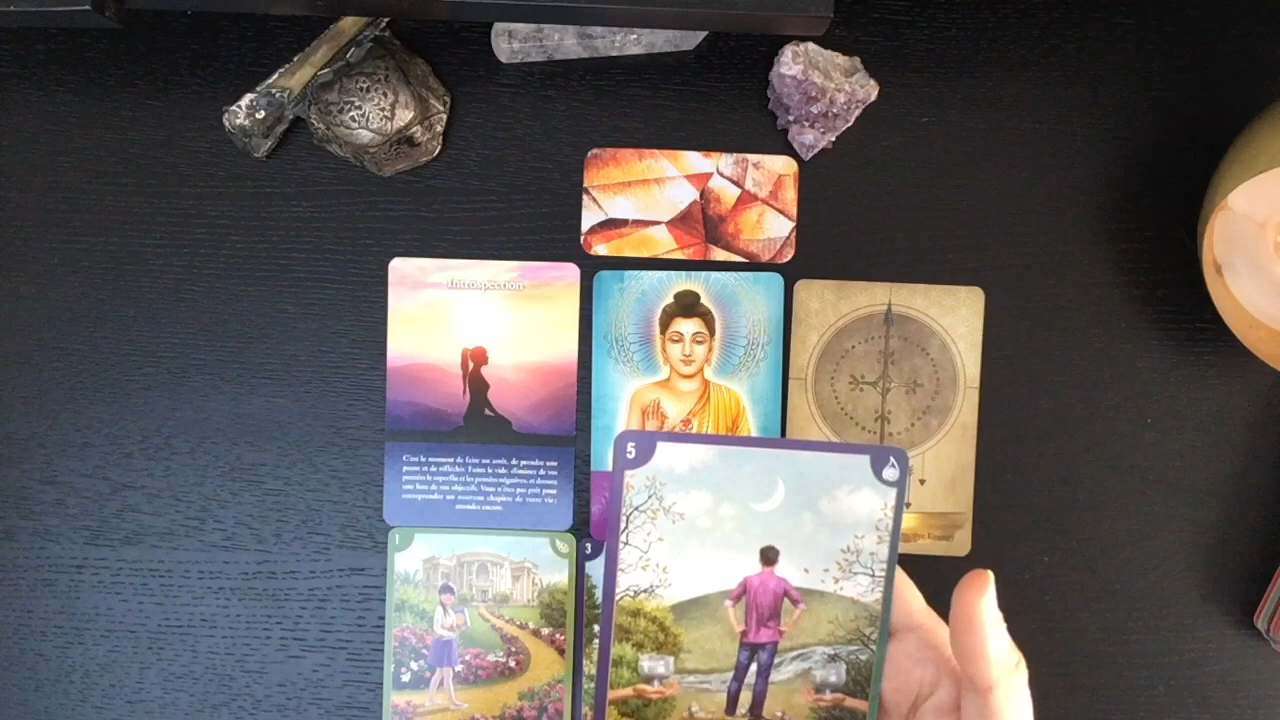 Introspection
C'est le moment de faire un arrêt, de prendre une
pause et de réfléchir. Faites le vide, éliminez de vos
pensées le superflu et les pensées négatives, et dressez
une liste de vos objectifs. Vous n'êtes pas prêt pour
entreprendre un nouveau chapitre de votre vie;
attendez encore.
5
1
3